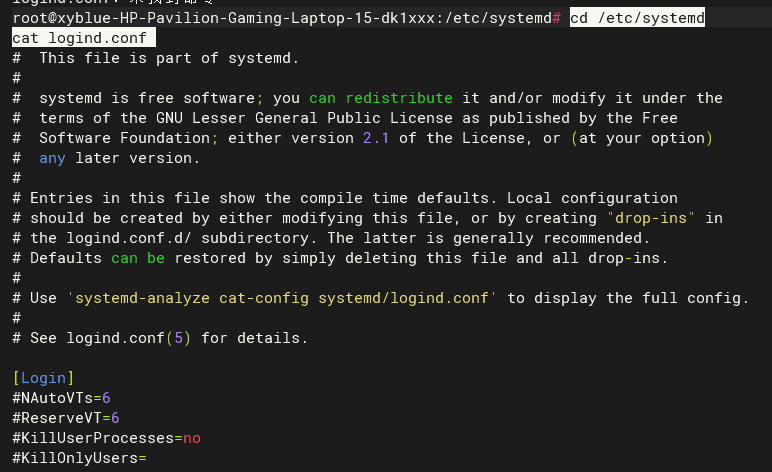 logind.conf：未找到命令
root@xyblue-HP-Pavilion-Gaming-Laptop-15-dk1xxx:/etc/systemd# cd /etc/systemd
cat logind.conf
#  This file is part of systemd.
#
#  systemd is free software; you can redistribute it and/or modify it under the
#  terms of the GNU Lesser General Public License as published by the Free
#  Software Foundation; either version 2.1 of the License, or (at your option)
#  any later version.
#
# Entries in this file show the compile time defaults. Local configuration
# should be created by either modifying this file, or by creating "drop-ins" in
# the logind.conf.d/ subdirectory. The latter is generally recommended.
# Defaults can be restored by simply deleting this file and all drop-ins.
#
# Use 'systemd-analyze cat-config systemd/logind.conf' to display the full config.
#
# See logind.conf(5) for details.

[Login]
#NAutoVTs=6
#ReserveVT=6
#KillUserProcesses=no
#KillOnlyUsers=